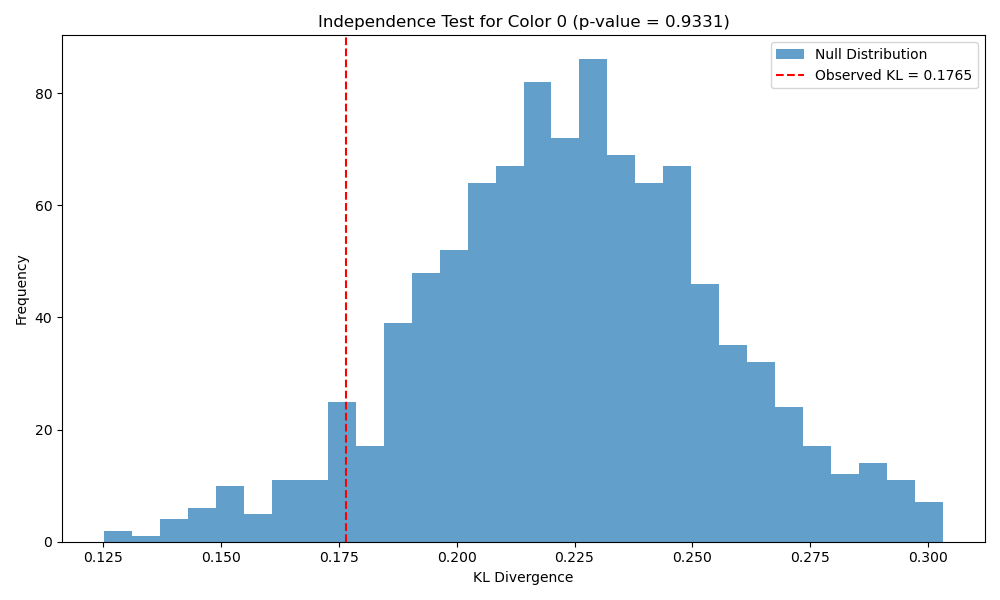 Independence Test for Color 0 (p-value = 0.9331)
Null Distribution
Observed KL = 0.1765
Frequency
80
60
40
20
0
0.125 0.150 0.175 0.200 0.225 0.250 0.275 0.300
KL Divergence